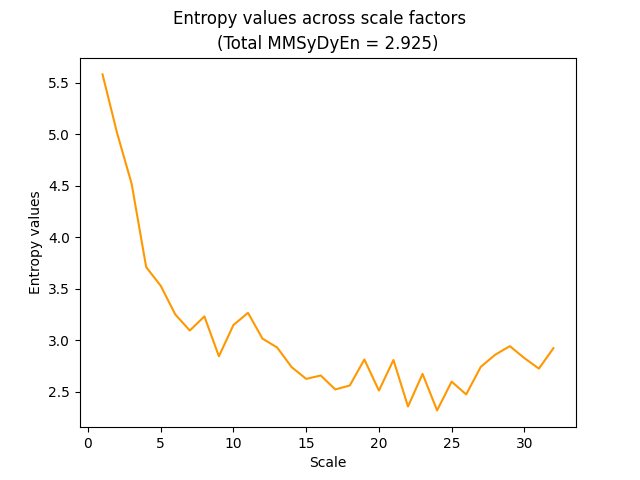 Entropy values across scale factors
(Total MMSyDyEn = 2.925)
Entropy values
5.5
5.0
4.5
4.0
3.5
3.0
2.5
0 5 10 15 20 25 30
Scale